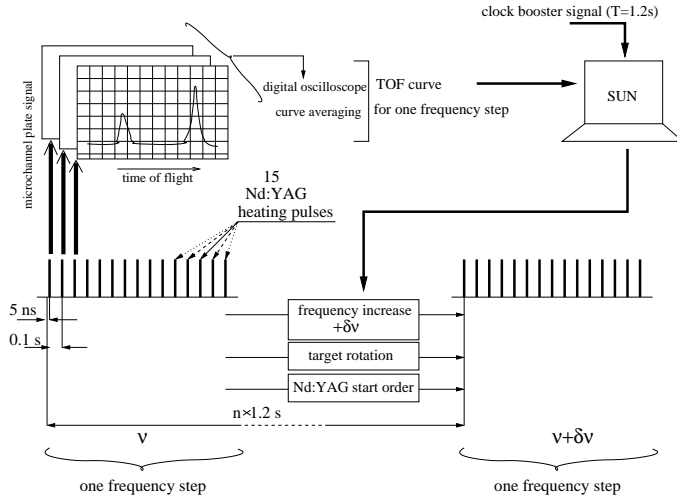 clock booster signal (T=1.2s)
microchannel plate signal
digital oscilloscope
curve averaging
TOF curve
for one frequency step
SUN
time of flight
15
Nd:YAG
heating pulses
5 ns
0.1 s
frequency increase
+δν
target rotation
Nd:YAG start order
n×1.2 s
ν
ν+δν
one frequency step
one frequency step